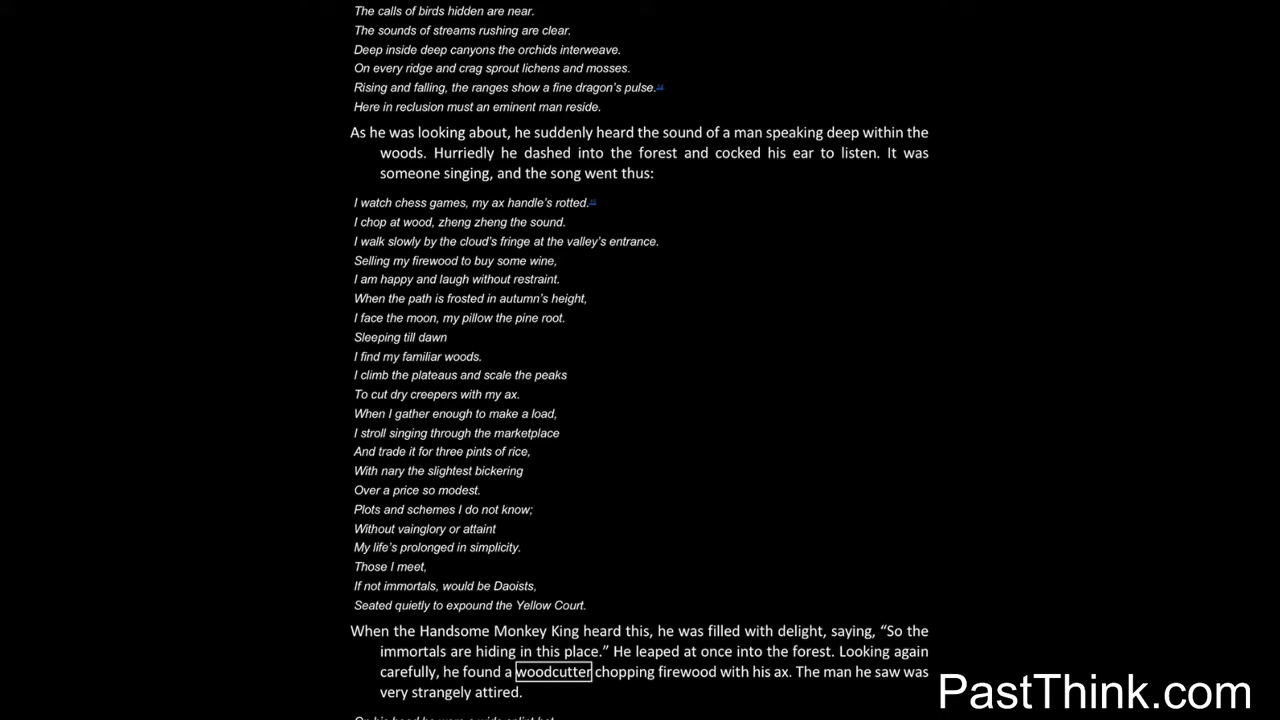 The calls of birds hidden are near.
The sounds of streams rushing are clear.
Deep inside deep canyons the orchids interweave.
On every ridge and crag sprout lichens and mosses.
Rising and falling, the ranges show a fine dragon's pulse.
Here in reclusion must an eminent man reside.
As he was looking about, he suddenly heard the sound of a man speaking deep within the
woods. Hurriedly he dashed into the forest and cocked his ear to listen. It was
someone singing, and the song went thus:
I watch chess games, my ax handle's rotted.
I chop at wood, zheng zheng the sound.
I walk slowly by the cloud's fringe at the valley's entrance.
Selling my firewood to buy some wine,
I am happy and laugh without restraint.
When the path is frosted in autumn's height,
I face the moon, my pillow the pine root.
Sleeping till dawn
I find my familiar woods.
I climb the plateaus and scale the peaks
To cut dry creepers with my ax.
When I gather enough to make a load,
I stroll singing through the marketplace
And trade it for three pints of rice,
With nary the slightest bickering
Over a price so modest.
Plots and schemes I do not know;
Without vainglory or attaint
My life's prolonged in simplicity.
Those I meet,
If not immortals, would be Daoists,
Seated quietly to expound the Yellow Court.
When the Handsome Monkey King heard this, he was filled with delight, saying, “So the
immortals are hiding in this place.” He leaped at once into the forest. Looking again
carefully, he found a woodcutter chopping firewood with his ax. The man he saw was
very strangely attired.
PastThink.com